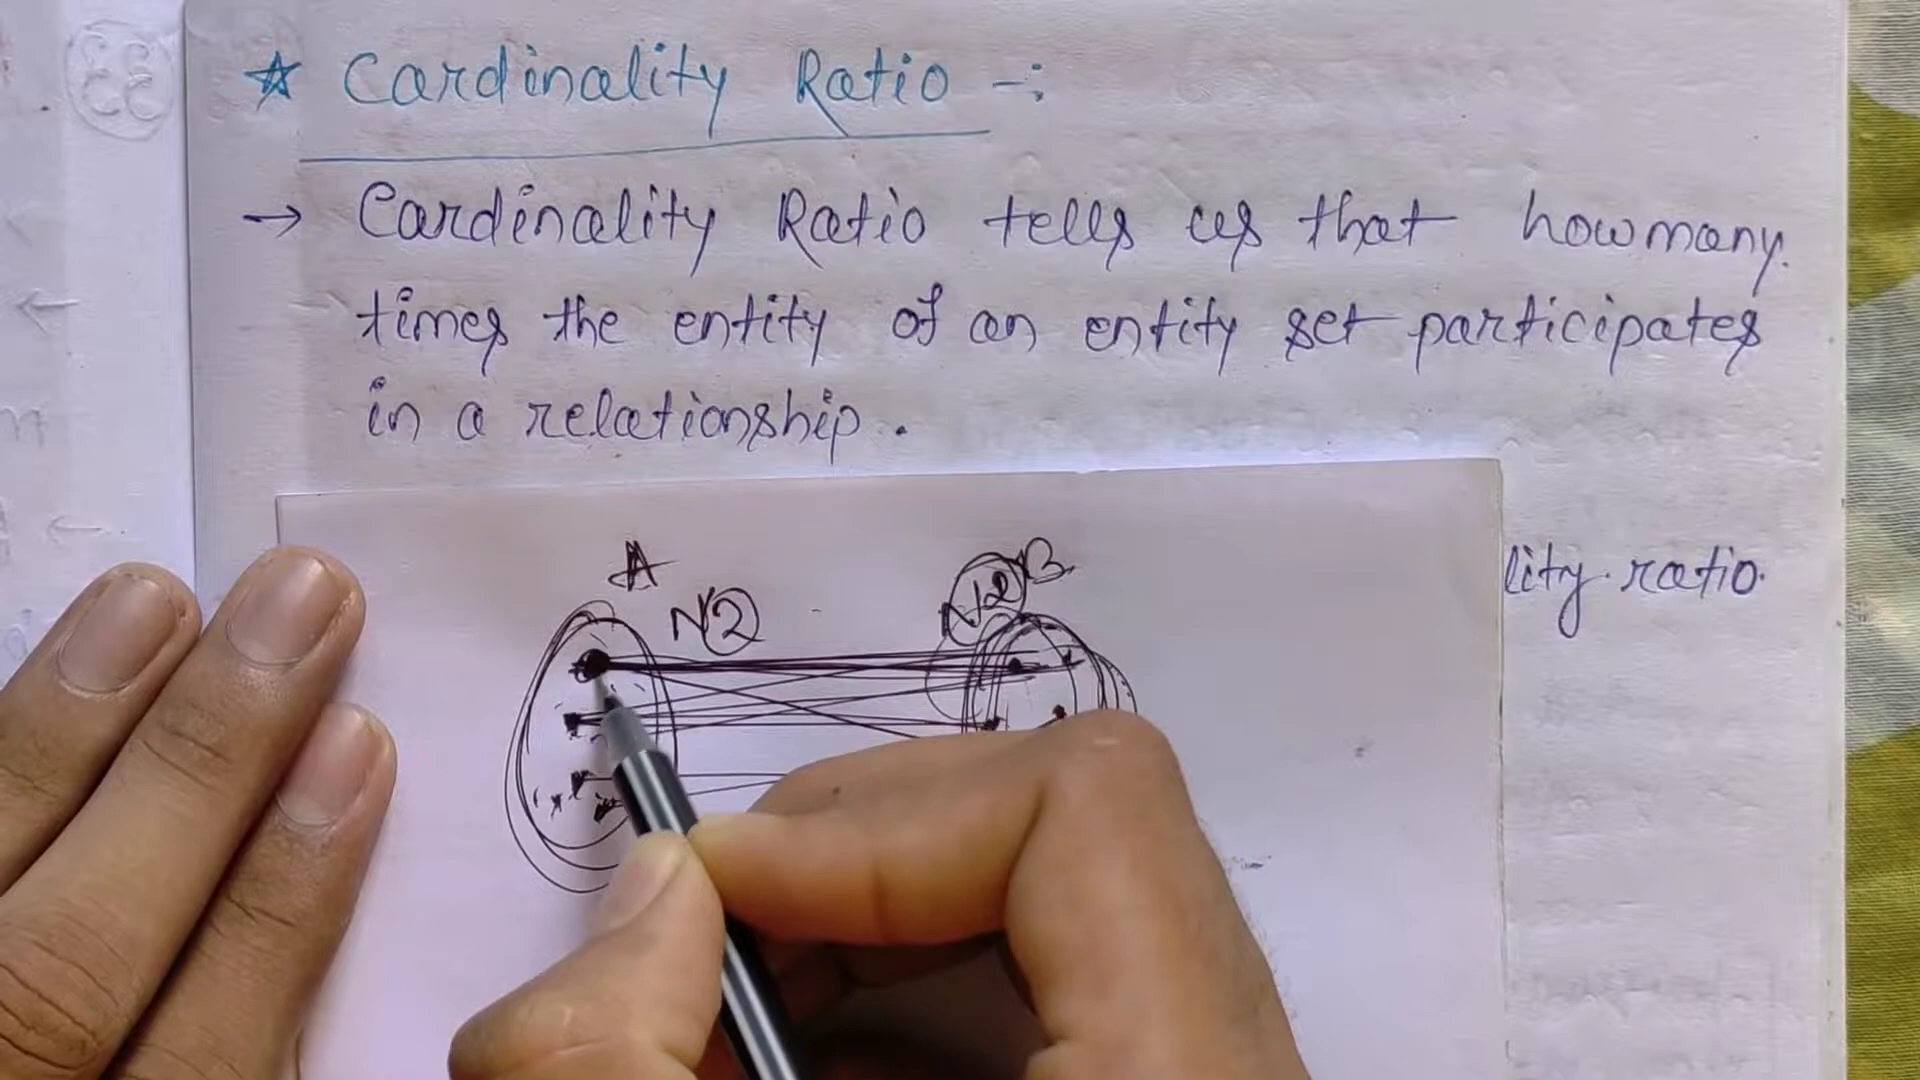 ☆ Cardinality Ratio -:
→ Cardinality Ratio tells us that howmany
times the entity of an entity set participates
in a relationship.
lity ratio.
A
B
N2
N2